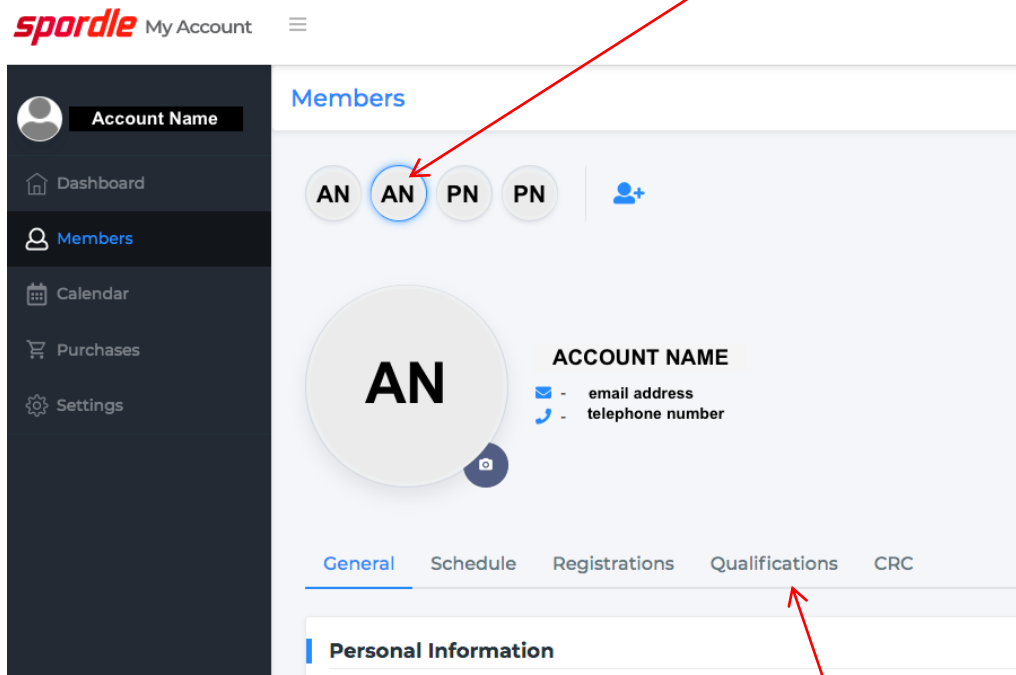 spordle My Account
Account Name
Dashboard
Members
Calendar
Purchases
Settings
Members
AN AN PN PN
AN
ACCOUNT NAME
- email address
- telephone number
General Schedule Registrations Qualifications CRC
Personal Information